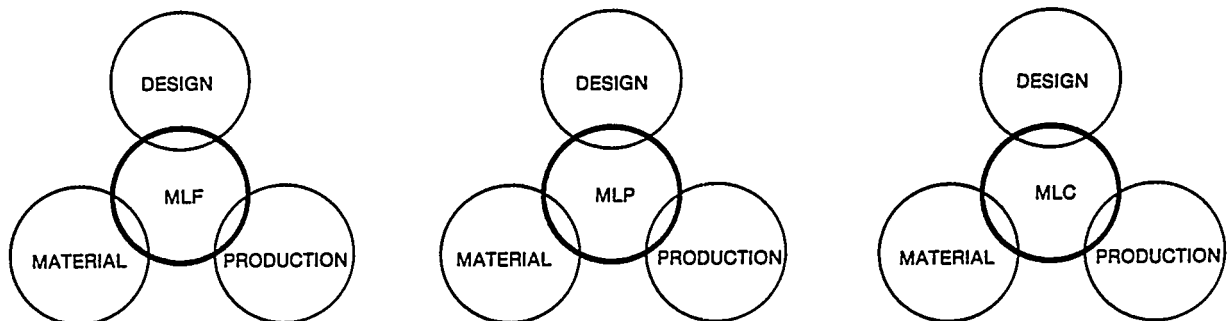 DESIGN DESIGN DESIGN
MLF MLP MLC
MATERIAL PRODUCTION MATERIAL PRODUCTION MATERIAL PRODUCTION